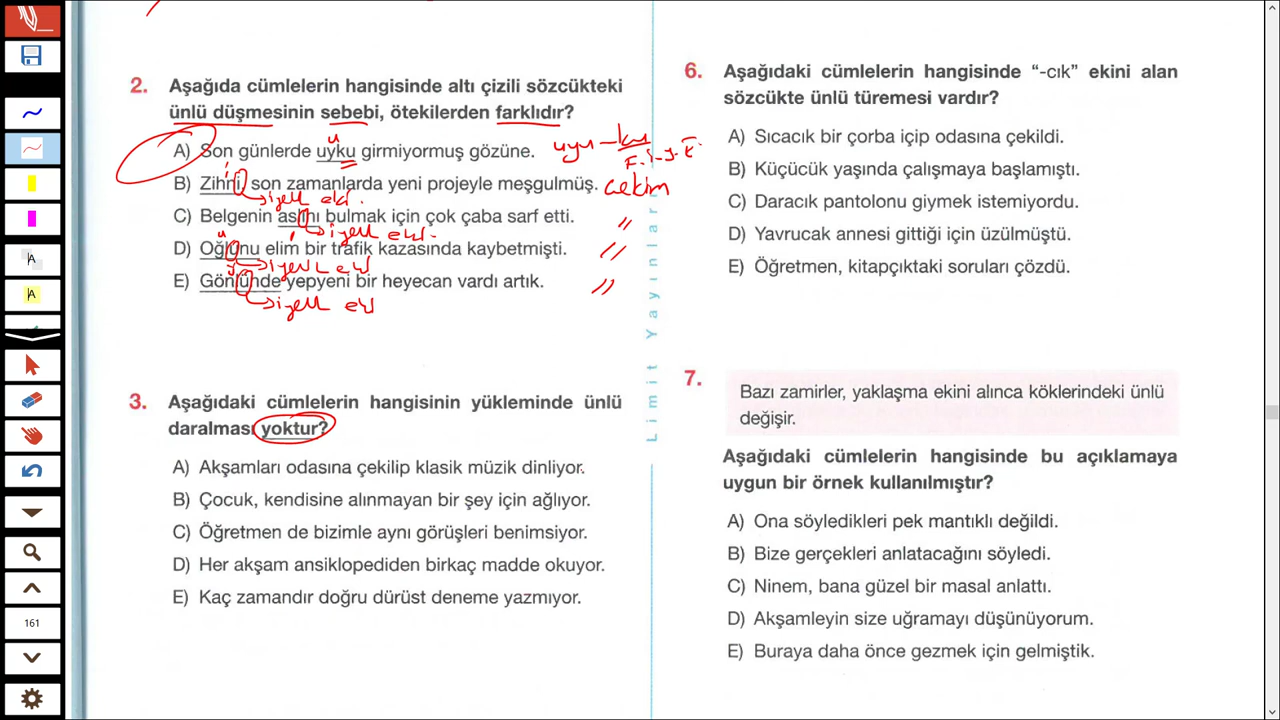 2. Aşağıda cümlelerin hangisinde altı çizili sözcükteki
ünlü düşmesinin sebebi, ötekilerden farklıdır?
A) Son günlerde uyku girmiyormuş gözüne.
uyu - ku
F.i.y.E
B) Zihni, son zamanlarda yeni projeyle meşgulmüş.
çekim
iyelik eki.
C) Belgenin aslını bulmak için çok çaba sarf etti.
"
iyelik eki.
D) Oğlunu elim bir trafik kazasında kaybetmişti.
"
iyelik eki
E) Gönlünde yepyeni bir heyecan vardı artık.
"
iyelik eki
3. Aşağıdaki cümlelerin hangisinin yükleminde ünlü
daralması yoktur?
A) Akşamları odasına çekilip klasik müzik dinliyor.
B) Çocuk, kendisine alınmayan bir şey için ağlıyor.
C) Öğretmen de bizimle aynı görüşleri benimsiyor.
D) Her akşam ansiklopediden birkaç madde okuyor.
E) Kaç zamandır doğru dürüst deneme yazmıyor.
Limit Yayınları
6. Aşağıdaki cümlelerin hangisinde “-cık” ekini alan
sözcükte ünlü türemesi vardır?
A) Sıcacık bir çorba içip odasına çekildi.
B) Küçücük yaşında çalışmaya başlamıştı.
C) Daracık pantolonu giymek istemiyordu.
D) Yavrucak annesi gittiği için üzülmüştü.
E) Öğretmen, kitapçıktaki soruları çözdü.
7. Bazı zamirler, yaklaşma ekini alınca köklerindeki ünlü
değişir.
Aşağıdaki cümlelerin hangisinde bu açıklamaya
uygun bir örnek kullanılmıştır?
A) Ona söyledikleri pek mantıklı değildi.
B) Bize gerçekleri anlatacağını söyledi.
C) Ninem, bana güzel bir masal anlattı.
D) Akşamleyin size uğramayı düşünüyorum.
E) Buraya daha önce gezmek için gelmiştik.
A
A
161